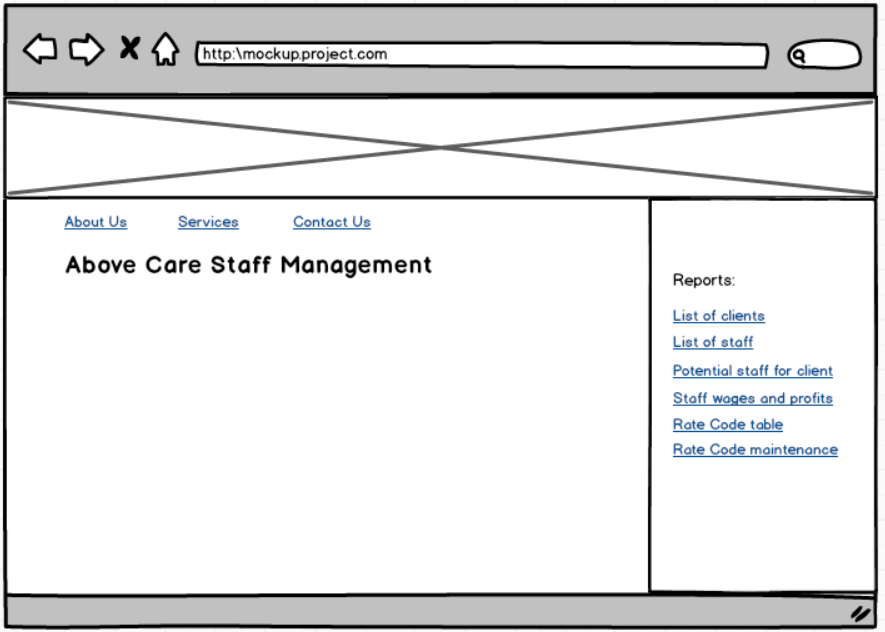 http:\mockup.project.com
About Us Services Contact Us
Above Care Staff Management
Reports:
List of clients
List of staff
Potential staff for client
Staff wages and profits
Rate Code table
Rate Code maintenance